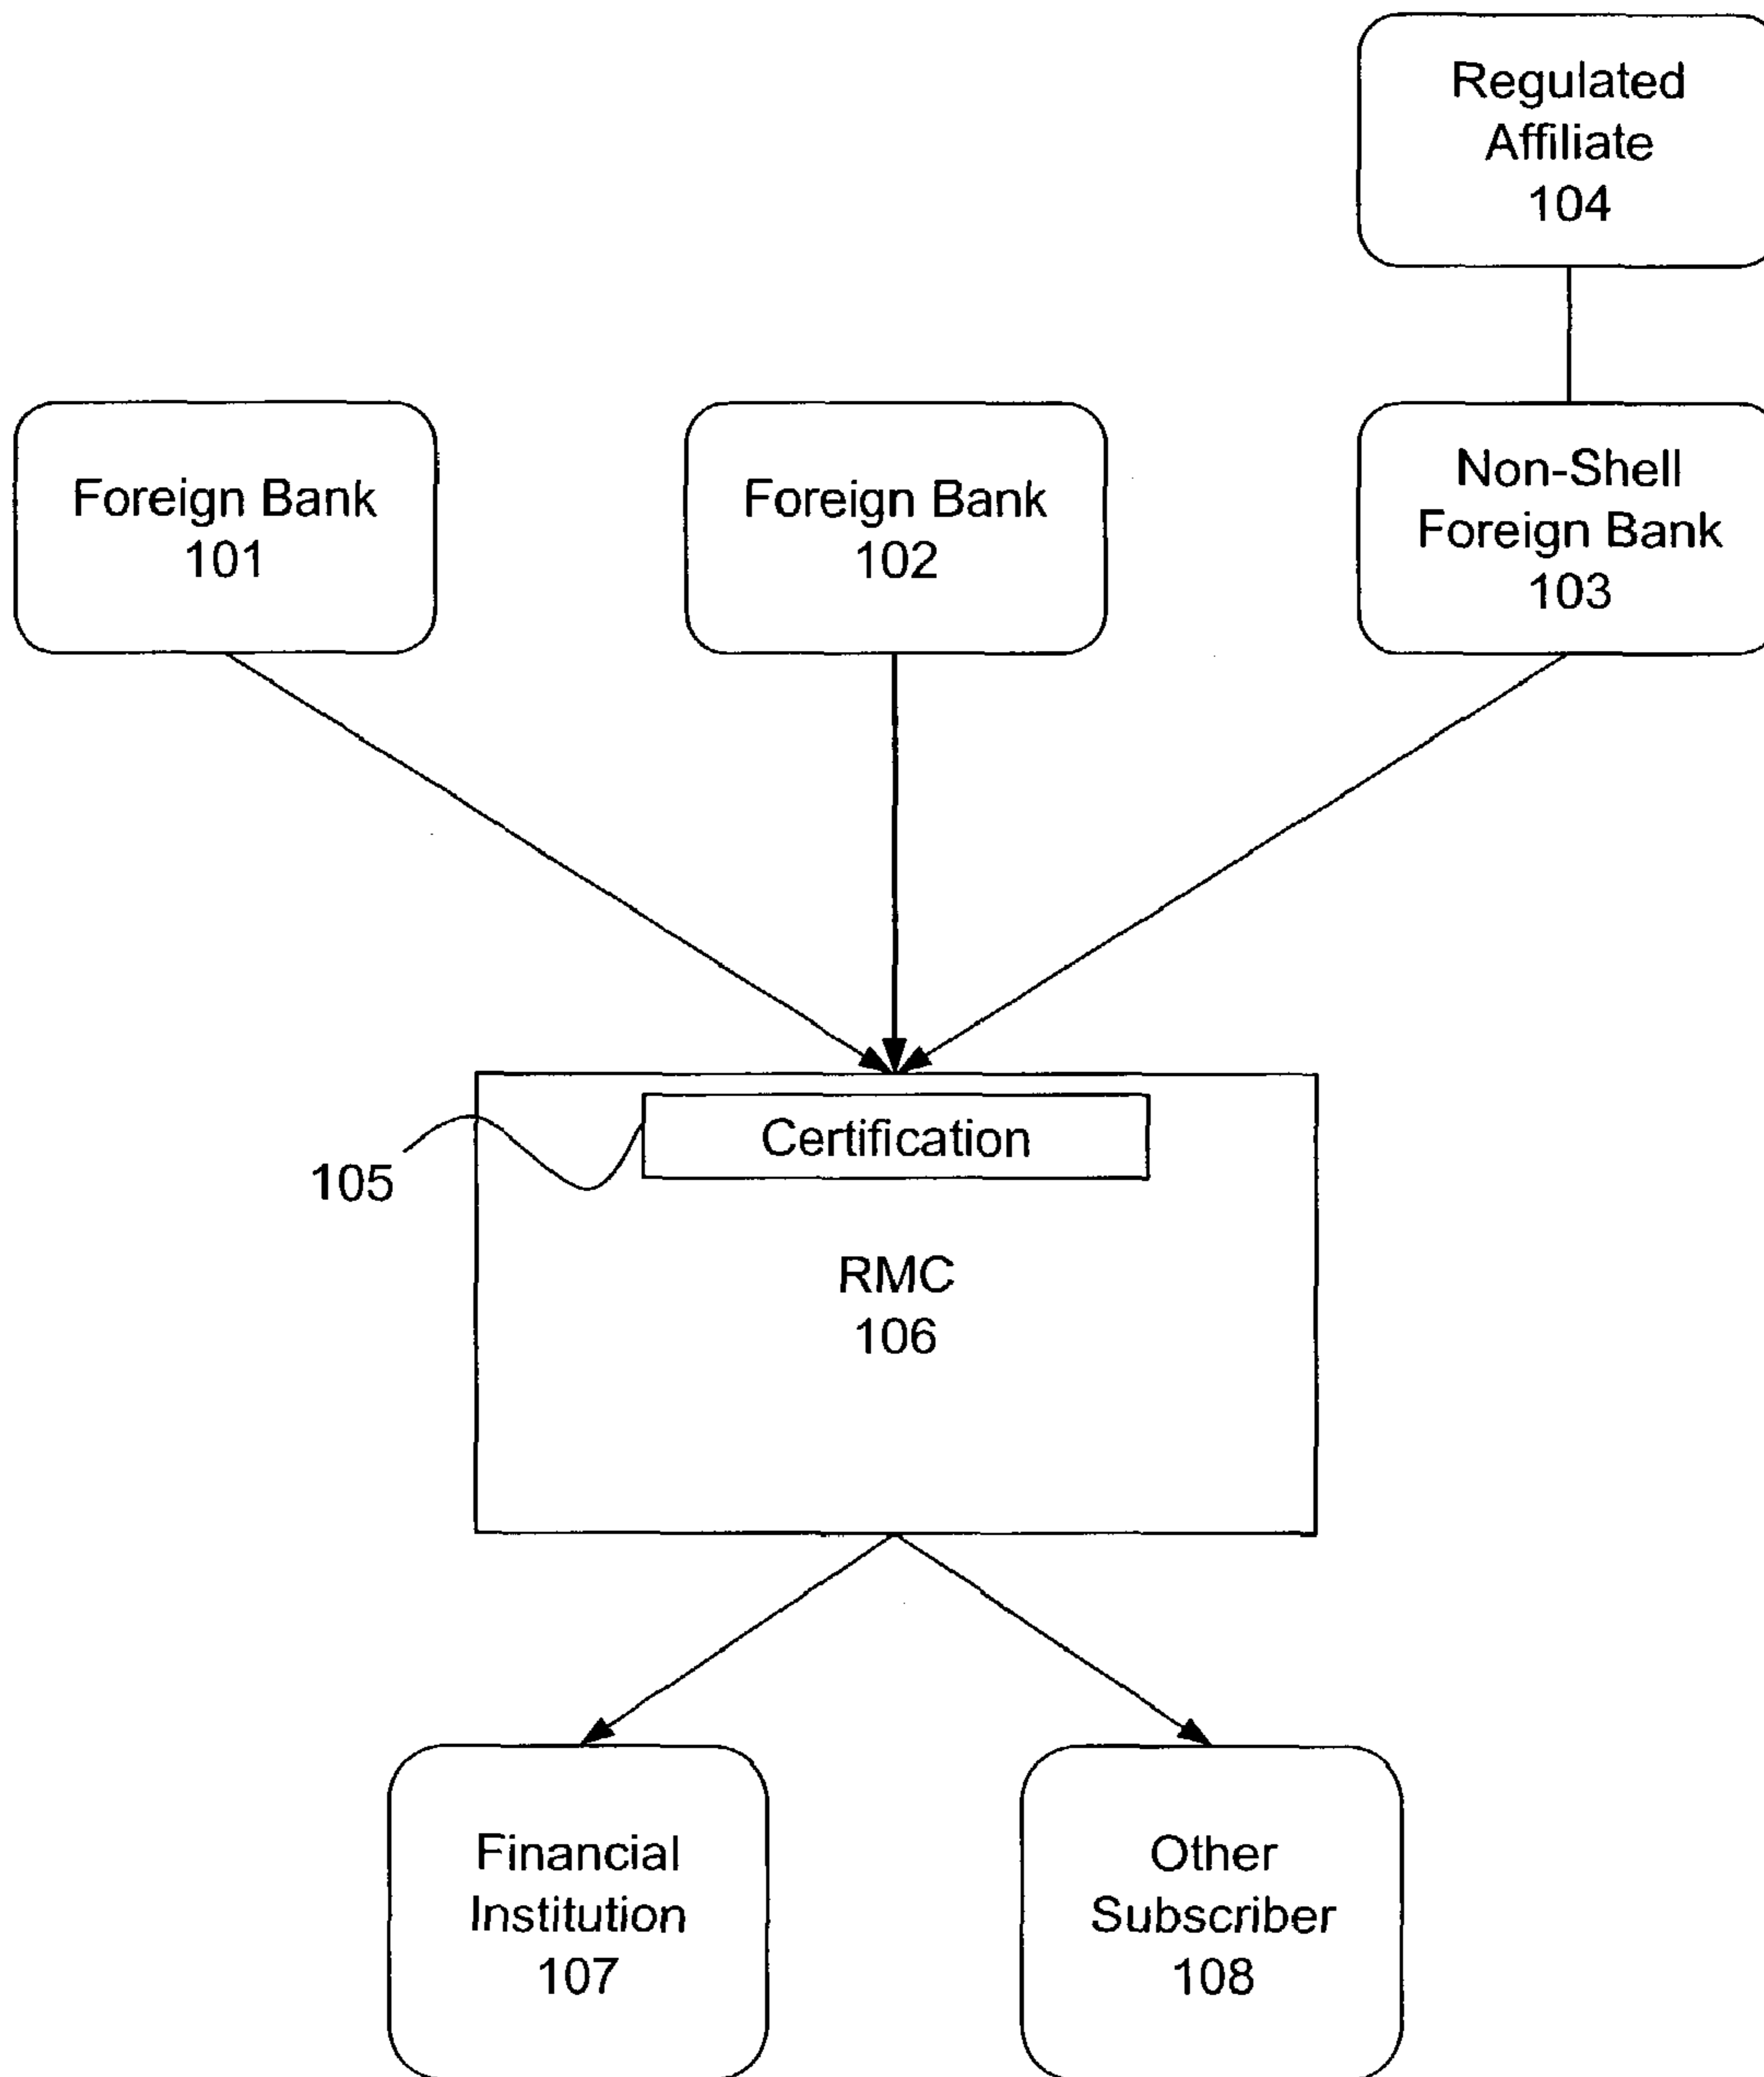 Regulated
Affiliate
104
Foreign Bank
101
Foreign Bank
102
Non-Shell
Foreign Bank
103
Certification
105
RMC
106
Financial
Institution
107
Other
Subscriber
108